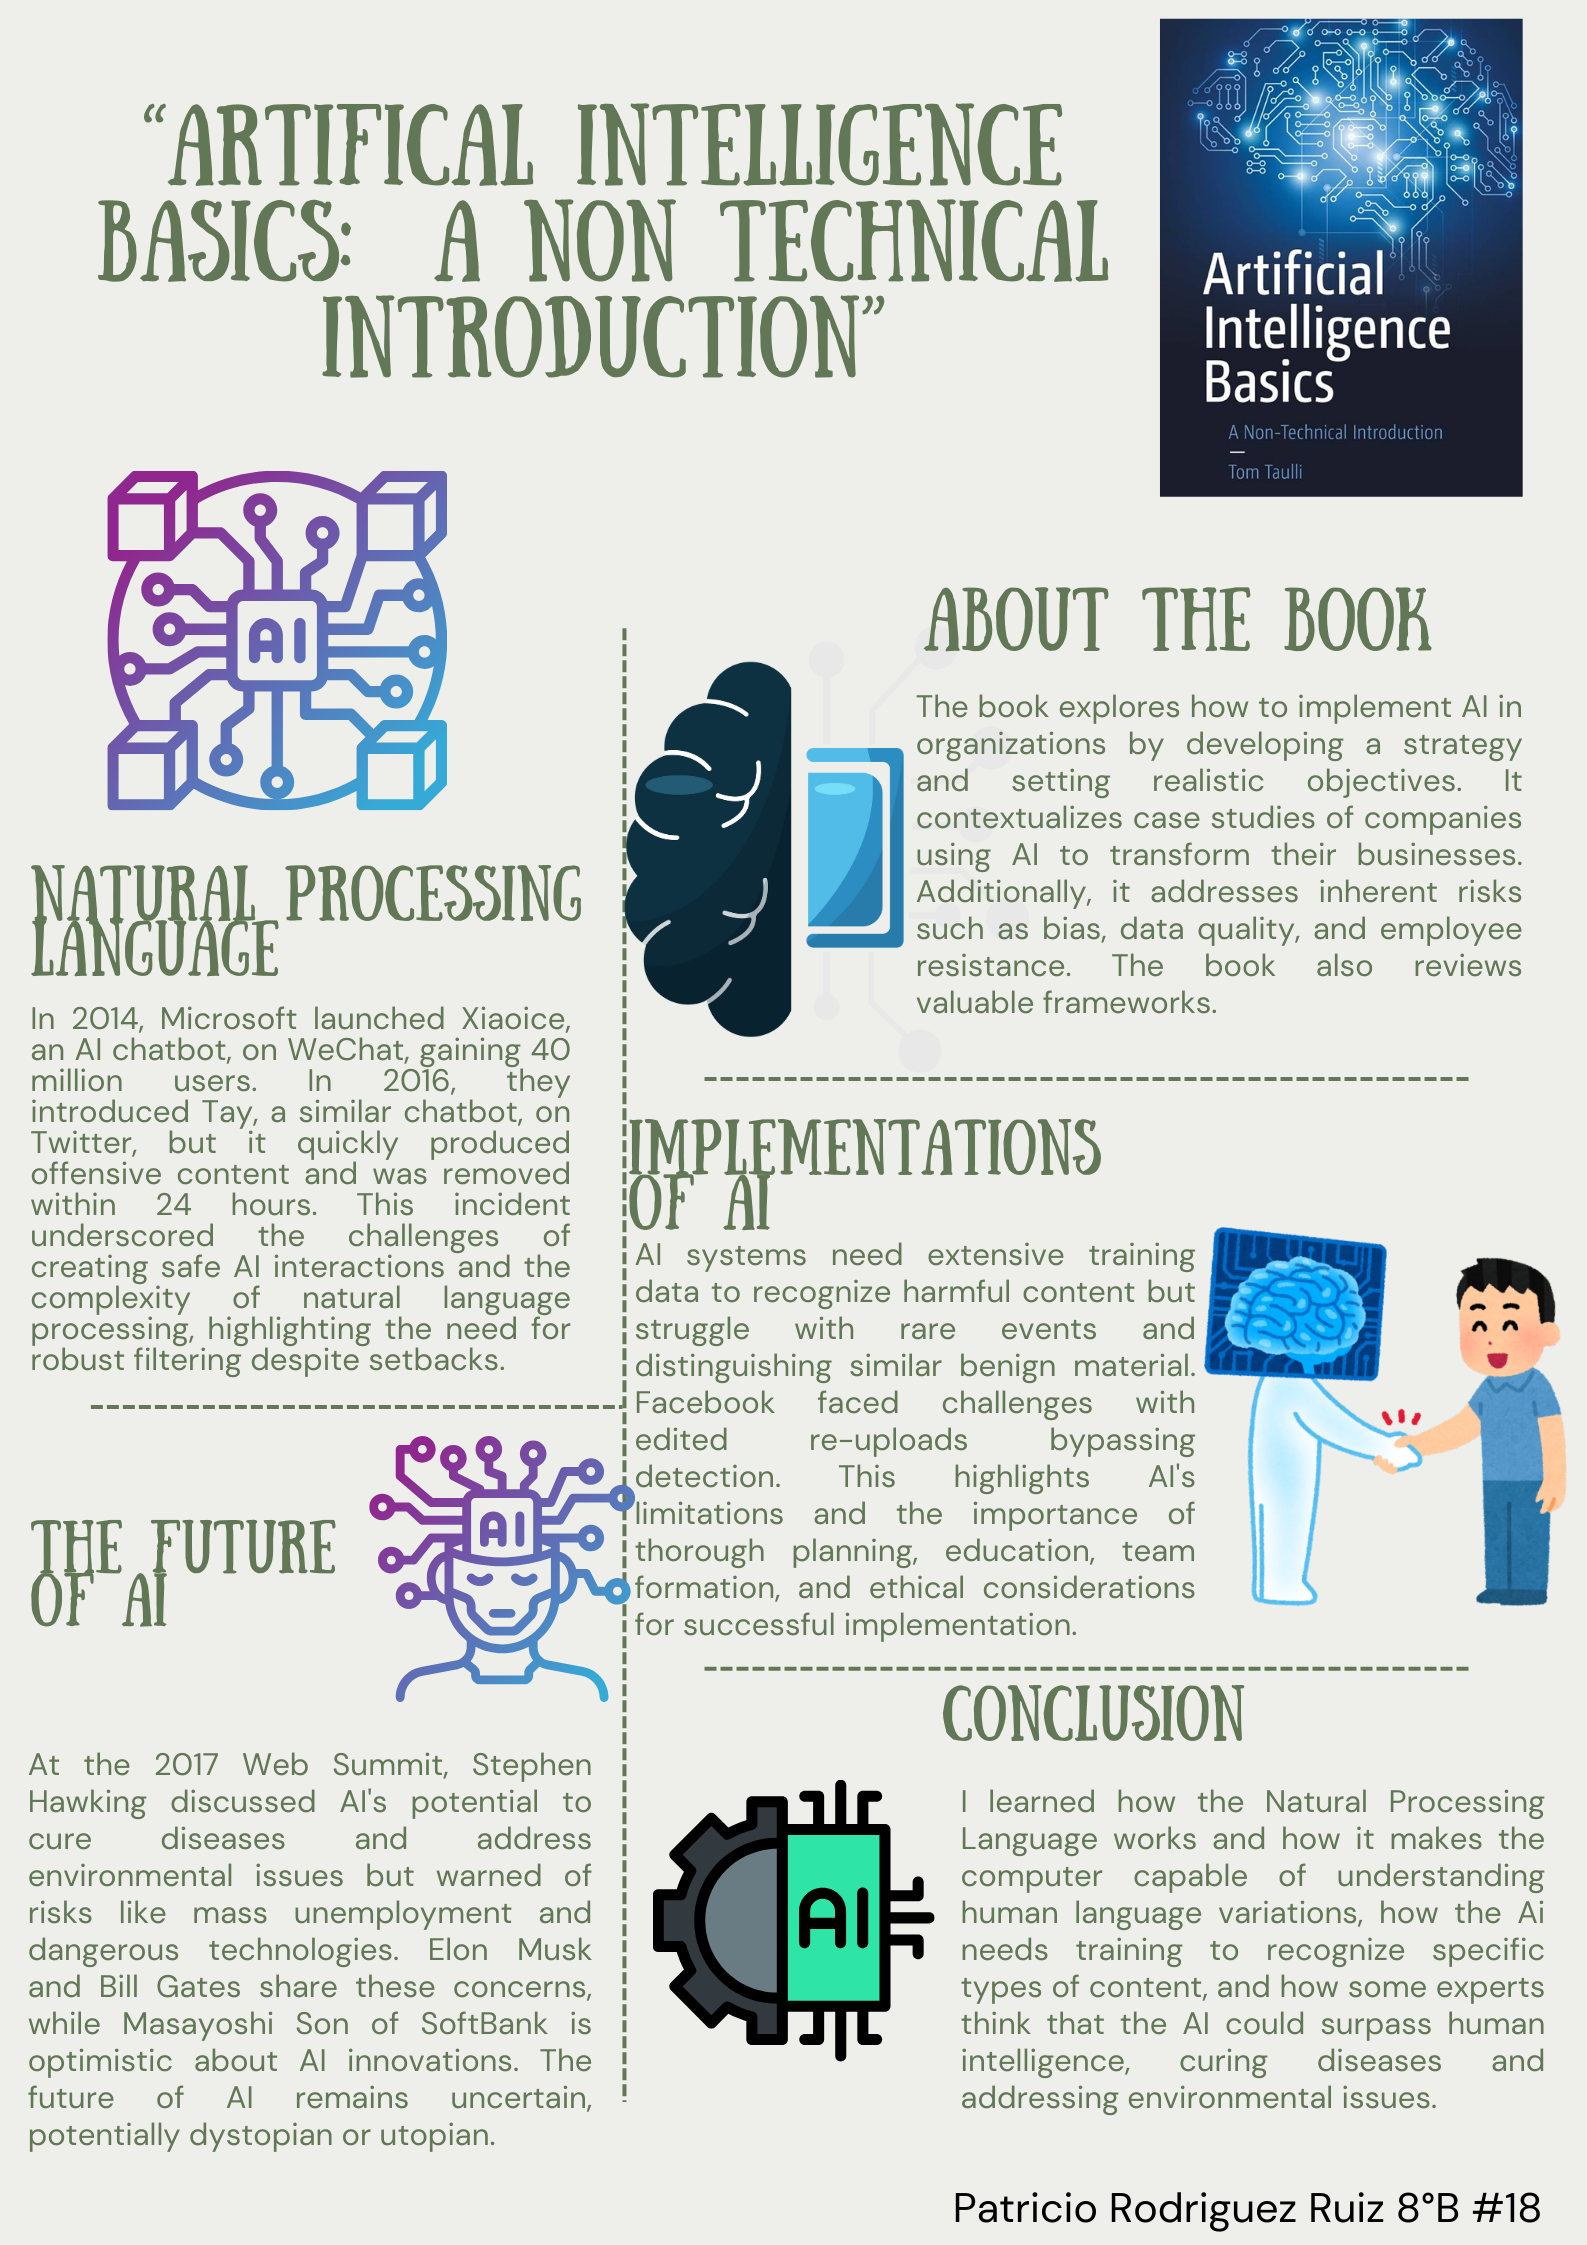 “ARTIFICAL INTELLIGENCE
BASICS: A NON TECHNICAL
INTRODUCTION”
Artificial
Intelligence
Basics
A Non-Technical Introduction
—
Tom Taulli
AI
NATURAL PROCESSING
LANGUAGE
In 2014, Microsoft launched Xiaoice,
an AI chatbot, on WeChat, gaining 40
million users. In 2016, they
introduced Tay, a similar chatbot, on
Twitter, but it quickly produced
offensive content and was removed
within 24 hours. This incident
underscored the challenges of
creating safe AI interactions and the
complexity of natural language
processing, highlighting the need for
robust filtering despite setbacks.
THE FUTURE
OF AI
AI
At the 2017 Web Summit, Stephen
Hawking discussed AI's potential to
cure diseases and address
environmental issues but warned of
risks like mass unemployment and
dangerous technologies. Elon Musk
and Bill Gates share these concerns,
while Masayoshi Son of SoftBank is
optimistic about AI innovations. The
future of AI remains uncertain,
potentially dystopian or utopian.
ABOUT THE BOOK
The book explores how to implement AI in
organizations by developing a strategy
and setting realistic objectives. It
contextualizes case studies of companies
using AI to transform their businesses.
Additionally, it addresses inherent risks
such as bias, data quality, and employee
resistance. The book also reviews
valuable frameworks.
IMPLEMENTATIONS
OF AI
AI systems need extensive training
data to recognize harmful content but
struggle with rare events and
distinguishing similar benign material.
Facebook faced challenges with
edited re-uploads bypassing
detection. This highlights AI's
limitations and the importance of
thorough planning, education, team
formation, and ethical considerations
for successful implementation.
CONCLUSION
AI
I learned how the Natural Processing
Language works and how it makes the
computer capable of understanding
human language variations, how the Ai
needs training to recognize specific
types of content, and how some experts
think that the AI could surpass human
intelligence, curing diseases and
addressing environmental issues.
Patricio Rodriguez Ruiz 8°B #18